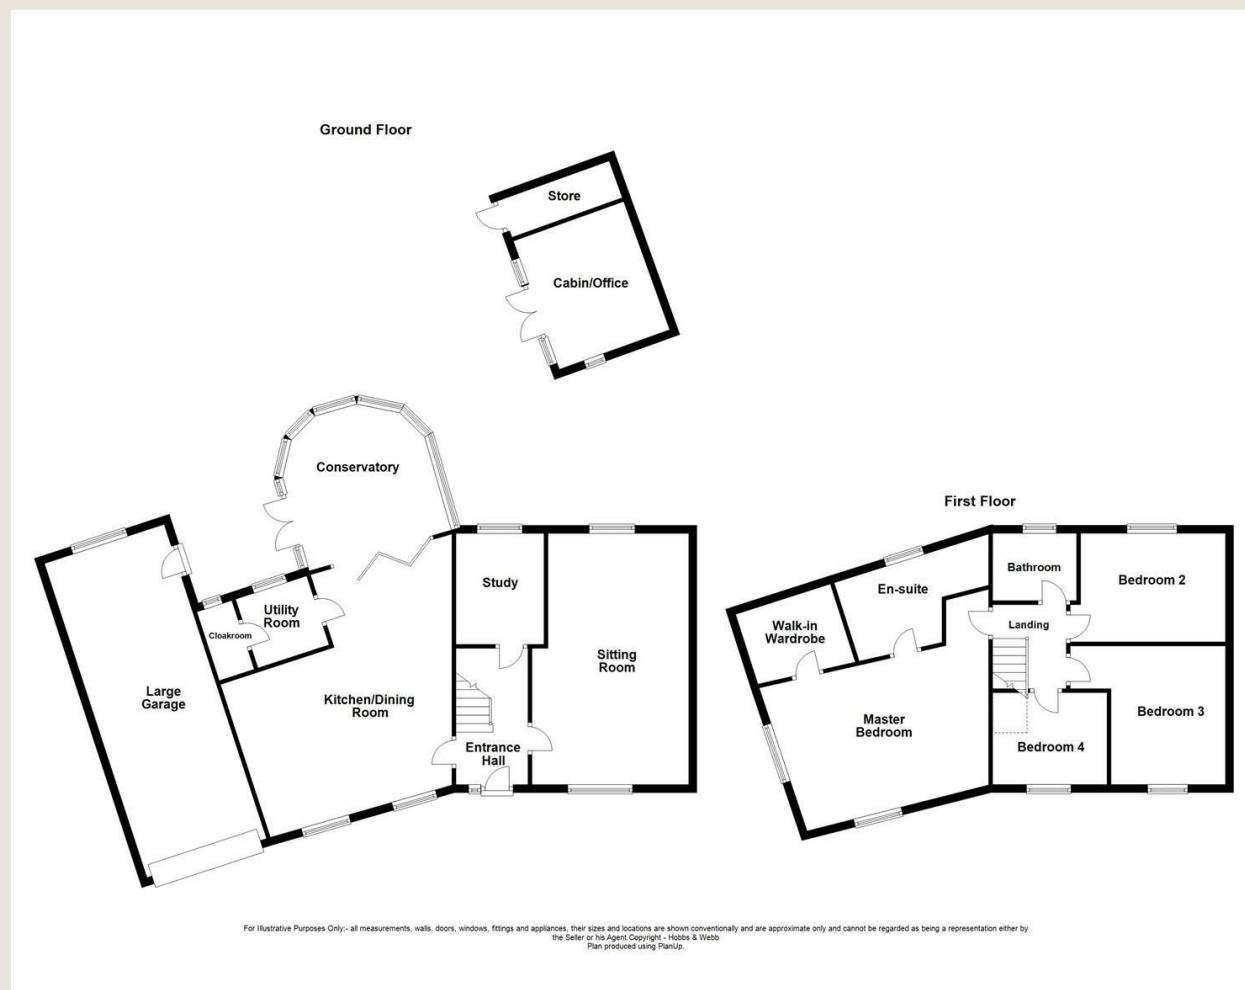 Ground Floor
Store
Cabin/Office
Conservatory
First Floor
Study
Utility
Room
Cloakroom
Sitting
Room
Large
Garage
Kitchen/Dining
Room
Entrance
Hall
Bathroom
Bedroom 2
En-suite
Walk-in
Wardrobe
Landing
Master
Bedroom
Bedroom 3
Bedroom 4
For Illustrative Purposes Only:- all measurements, walls, doors, windows, fittings and appliances, their sizes and locations are shown conventionally and are approximate only and cannot be regarded as being a representation either by
the Seller or his Agent.Copyright - Hobbs & Webb
Plan produced using PlanUp.